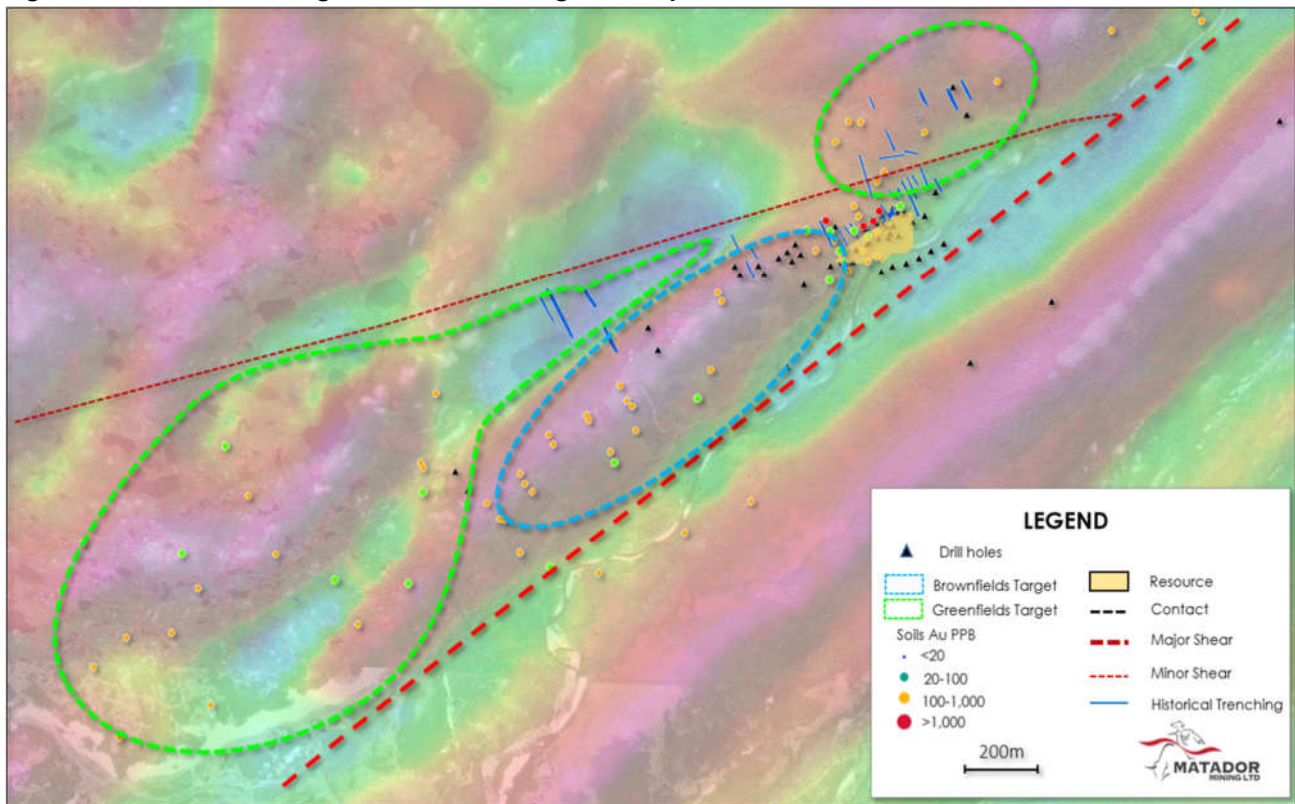 LEGEND
Drill holes
Brownfields Target
Greenfields Target
Soils Au PPB
<20
20-100
100-1,000
>1,000
Resource
Contact
Major Shear
Minor Shear
Historical Trenching
200m
MATADOR
MINING LTD